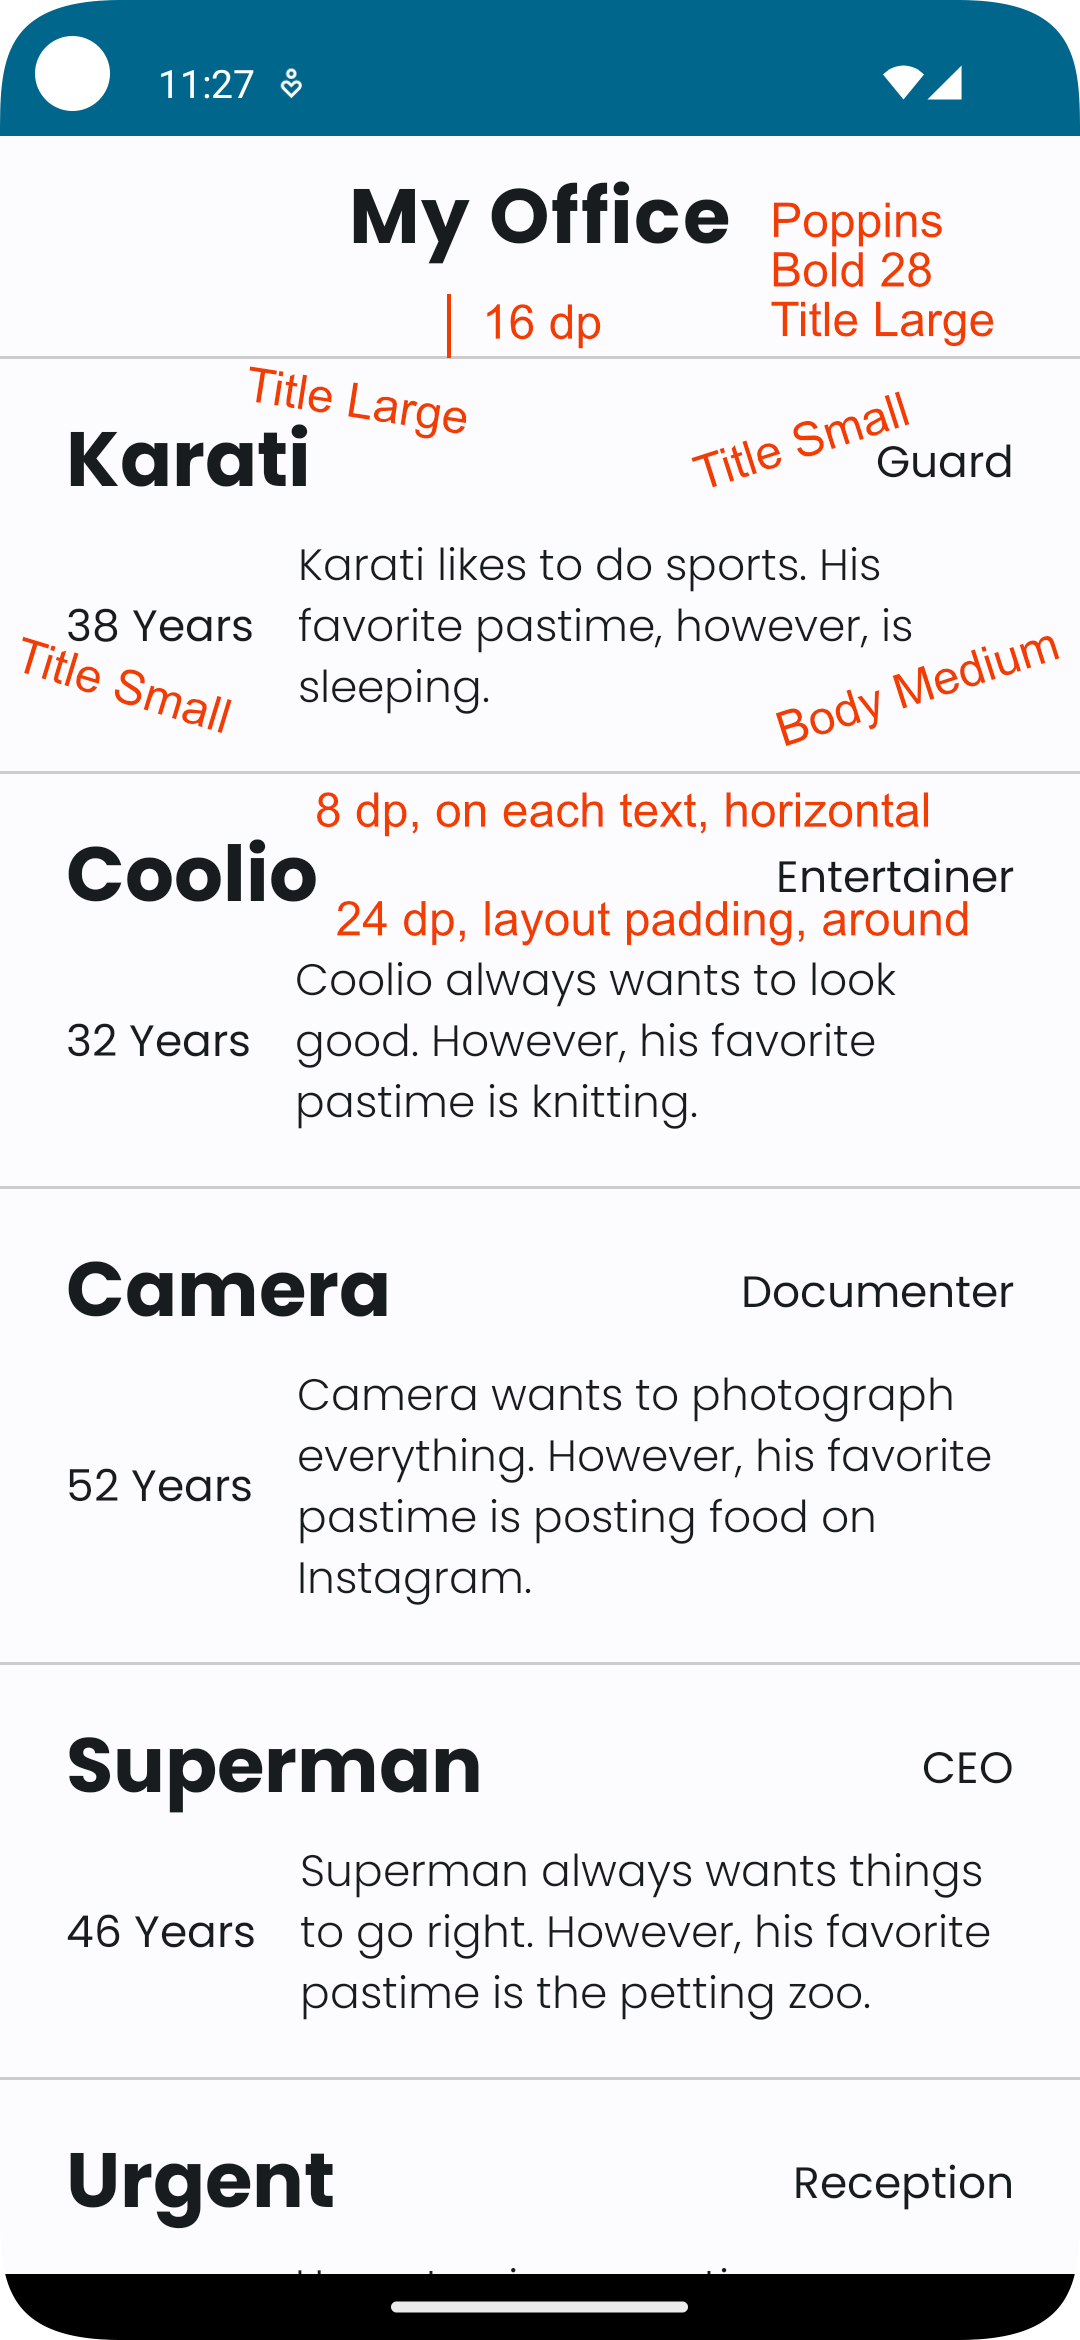 11:27
My Office
Poppins
Bold 28
Title Large
16 dp
Title Large
Karati
Title Small
Guard
Karati likes to do sports. His
favorite pastime, however, is
sleeping.
38 Years
Title Small
Body Medium
8 dp, on each text, horizontal
Coolio
Entertainer
24 dp, layout padding, around
Coolio always wants to look
good. However, his favorite
pastime is knitting.
32 Years
Camera
Documenter
Camera wants to photograph
everything. However, his favorite
pastime is posting food on
Instagram.
52 Years
Superman
CEO
Superman always wants things
to go right. However, his favorite
pastime is the petting zoo.
46 Years
Urgent
Reception